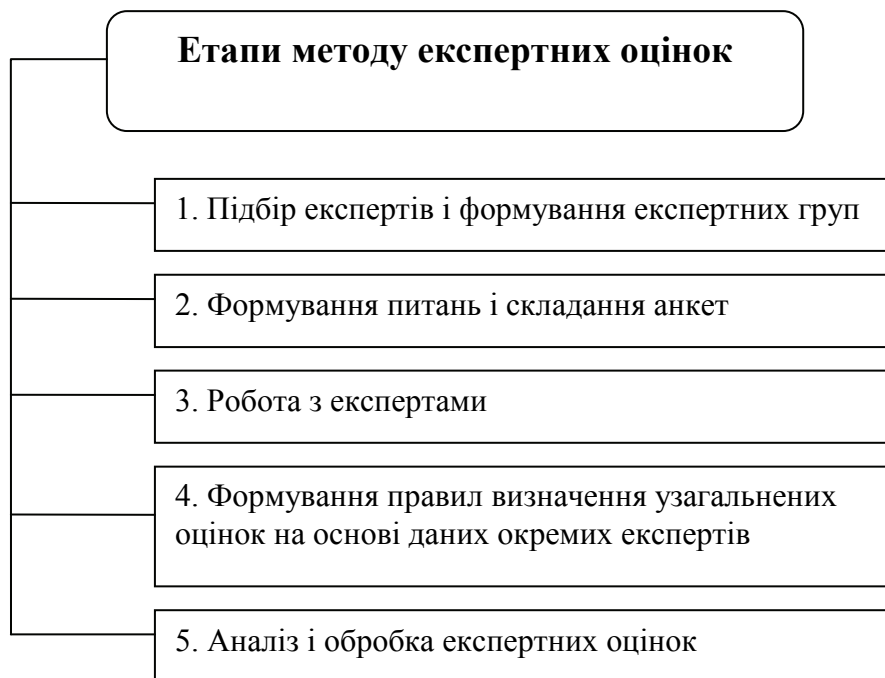 Етапи методу експертних оцінок
1. Підбір експертів і формування експертних груп
2. Формування питань і складання анкет
3. Робота з експертами
4. Формування правил визначення узагальнених
оцінок на основі даних окремих експертів
5. Аналіз і обробка експертних оцінок